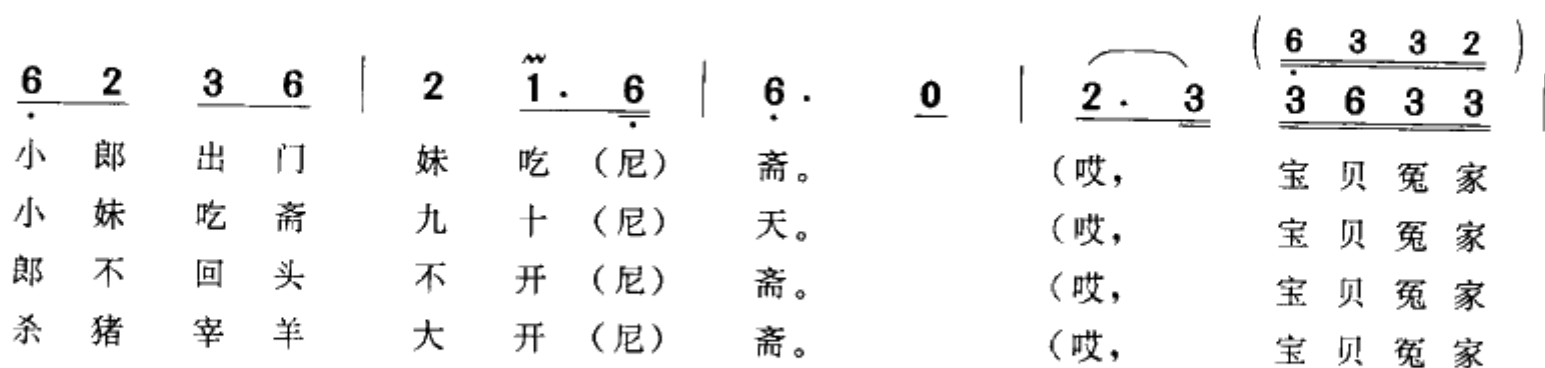 ( 6 3 3 2 )
6 2 3 6 | 2 1 . 6 | 6 . 0 | 2 . 3 3 6 3 3 |
小 郎 出 门 妹 吃 (尼) 斋。 (哎, 宝 贝 冤 家
小 妹 吃 斋 九 十 (尼) 天。 (哎, 宝 贝 冤 家
郎 不 回 头 不 开 (尼) 斋。 (哎, 宝 贝 冤 家
杀 猪 宰 羊 大 开 (尼) 斋。 (哎, 宝 贝 冤 家